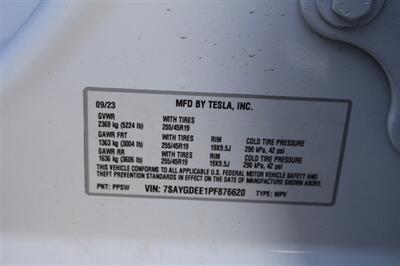 09/23 MFD BY TESLA, INC.
GVWR WITH TIRES
2369 kg (5224 lb) 255/45R19
GAWR FRT WITH TIRES RIM COLD TIRE PRESSURE
1363 kg (3004 lb) 255/45R19 19X9.5J 290 kPa, 42 psi
GAWR RR WITH TIRES RIM COLD TIRE PRESSURE
1636 kg (3606 lb) 255/45R19 19X9.5J 290 kPa, 42 psi
THIS VEHICLE CONFORMS TO ALL APPLICABLE U.S. FEDERAL MOTOR VEHICLE SAFETY AND
THEFT PREVENTION STANDARDS IN EFFECT ON THE DATE OF MANUFACTURE SHOWN ABOVE.
PNT: PPSW VIN: 7SAYGDEE1PF876620 TYPE: MPV